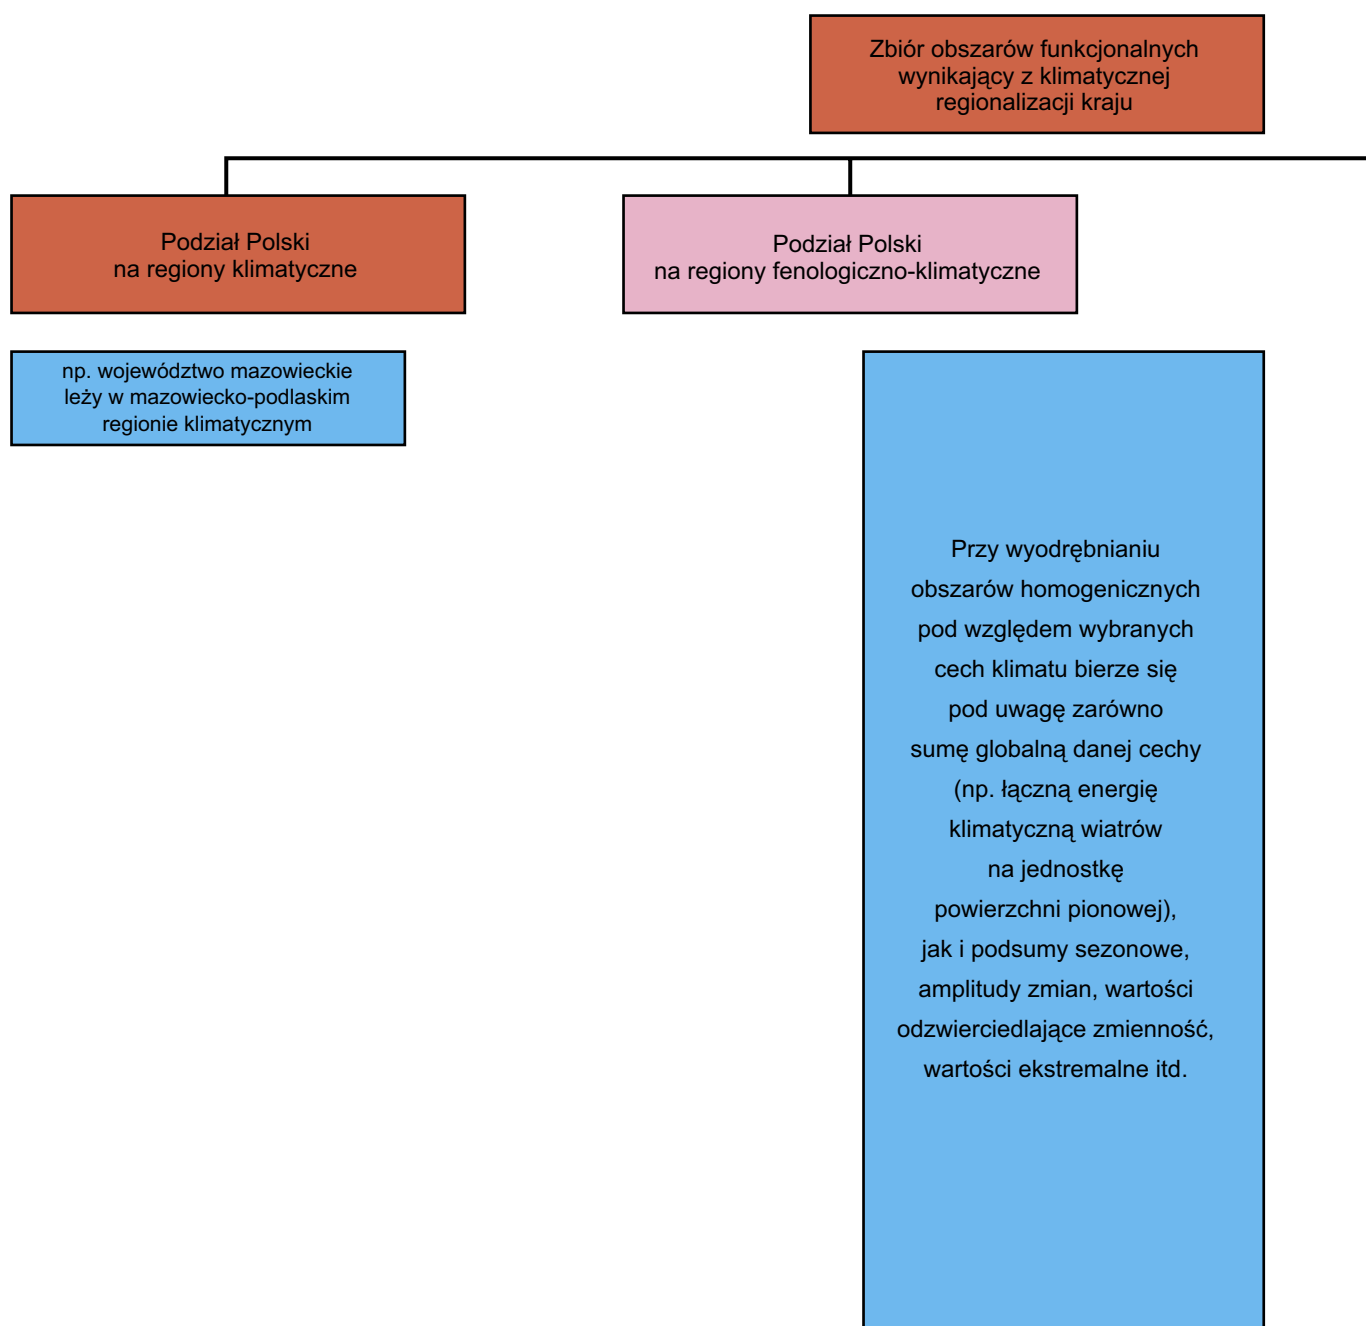 Zbiór obszarów funkcjonalnych
wynikający z klimatycznej
regionalizacji kraju
Podział Polski
na regiony klimatyczne
Podział Polski
na regiony fenologiczno-klimatyczne
np. województwo mazowieckie
leży w mazowiecko-podlaskim
regionie klimatycznym
Przy wyodrębnianiu
obszarów homogenicznych
pod względem wybranych
cech klimatu bierze się
pod uwagę zarówno
sumę globalną danej cechy
(np. łączną energię
klimatyczną wiatrów
na jednostkę
powierzchni pionowej),
jak i podsumy sezonowe,
amplitudy zmian, wartości
odzwierciedlające zmienność,
wartości ekstremalne itd.